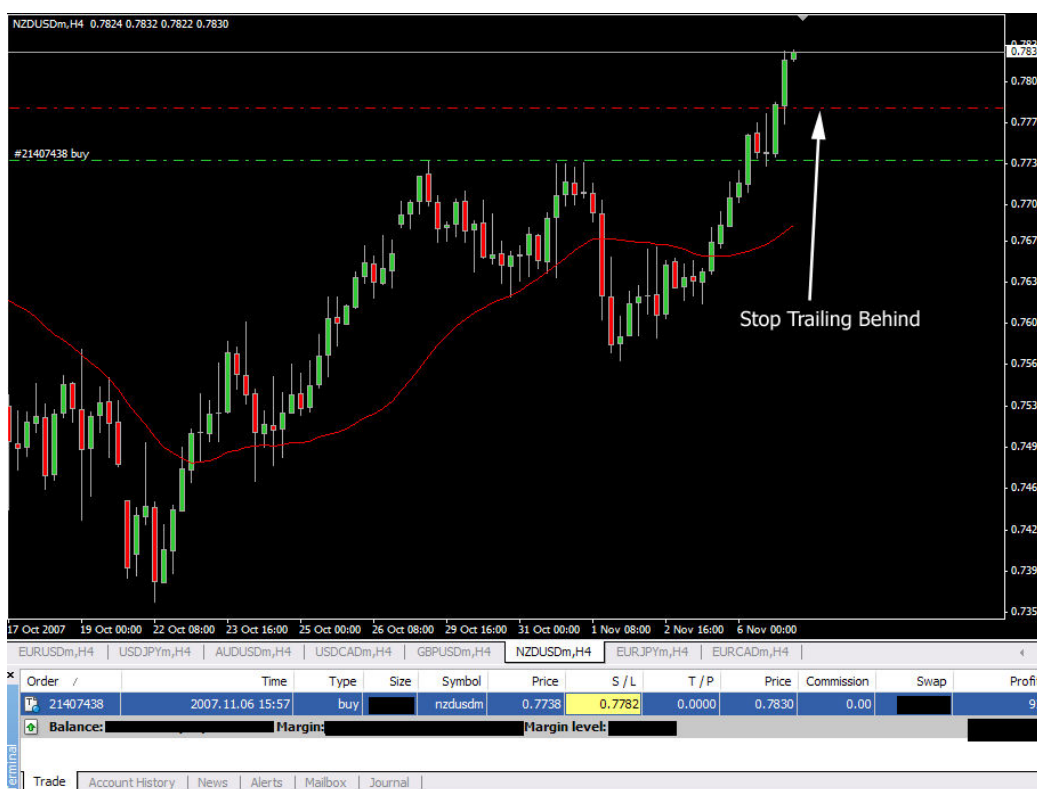 NZDUSDm,H4 0.7824 0.7832 0.7822 0.7830
0.783
0.780
0.777
#21407438 buy
0.773
0.770
0.767
0.763
Stop Trailing Behind
0.760
0.756
0.753
0.749
0.746
0.742
0.739
0.735
17 Oct 2007 19 Oct 00:00 22 Oct 08:00 23 Oct 16:00 25 Oct 00:00 26 Oct 08:00 29 Oct 16:00 31 Oct 00:00 1 Nov 08:00 2 Nov 16:00 6 Nov 00:00
EURUSDm,H4 USDJPYm,H4 AUDUSDm,H4 USDCADm,H4 GBPUSDm,H4 NZDUSDm,H4 EURJPYm,H4 EURCADm,H4
Order / Time Type Size Symbol Price S / L T / P Price Commission Swap Profi
21407438 2007.11.06 15:57 buy nzdusdm 0.7738 0.7782 0.0000 0.7830 0.00 9
Balance: Margin: Margin level:
Trade Account History News Alerts Mailbox Journal